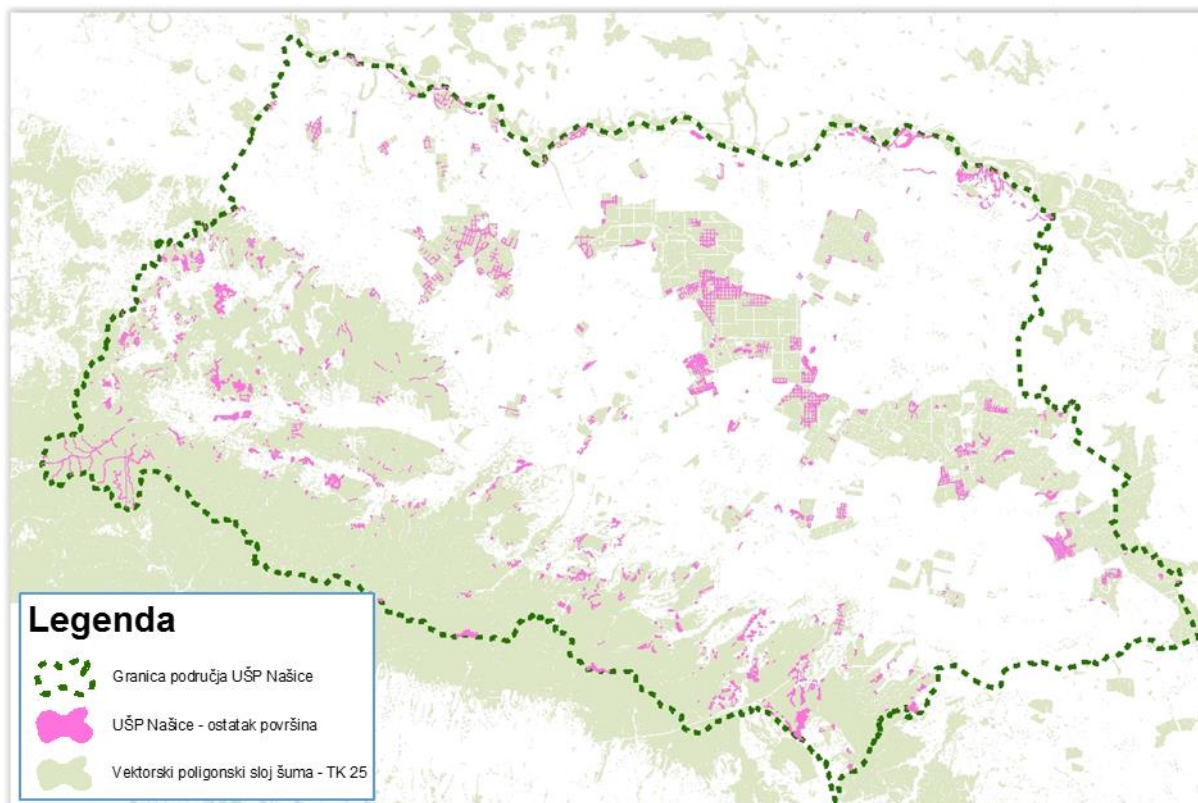 Legenda
Granica područja UŠP Našice
UŠP Našice - ostatak površina
Vektorski poligonski sloj šuma - TK 25